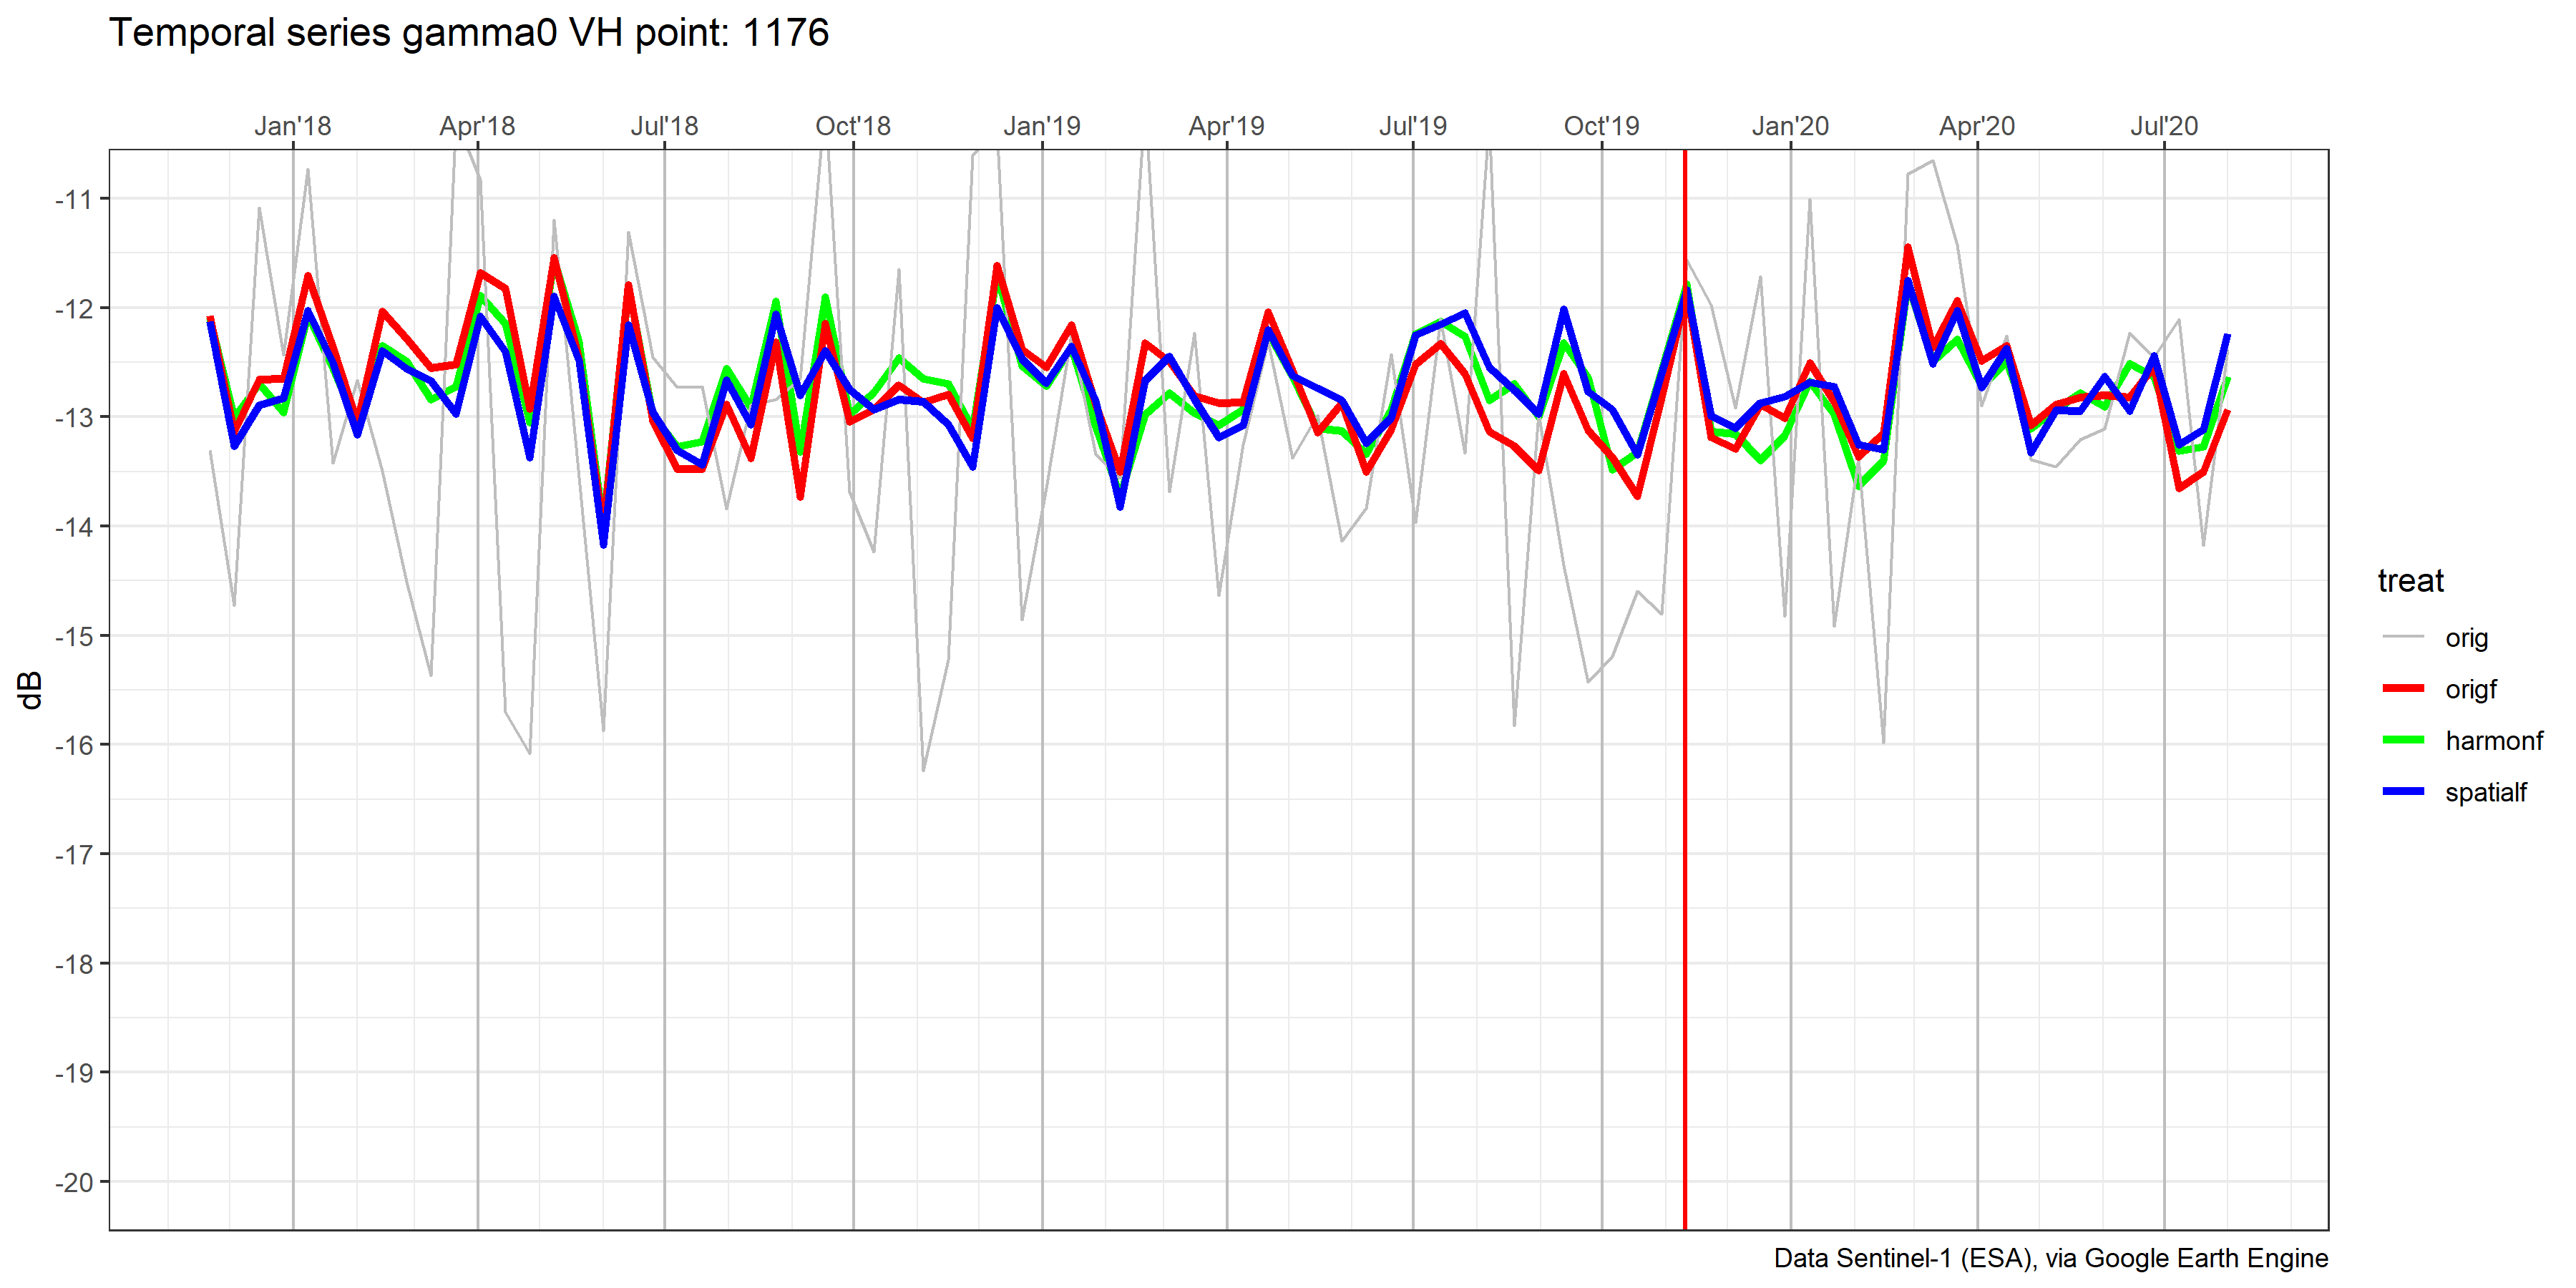 Temporal series gamma0 VH point: 1176
Jan'18 Apr'18 Jul'18 Oct'18 Jan'19 Apr'19 Jul'19 Oct'19 Jan'20 Apr'20 Jul'20
-11
-12
-13
-14
-15
-16
-17
-18
-19
-20
dB
treat
orig
origf
harmonf
spatialf
Data Sentinel-1 (ESA), via Google Earth Engine